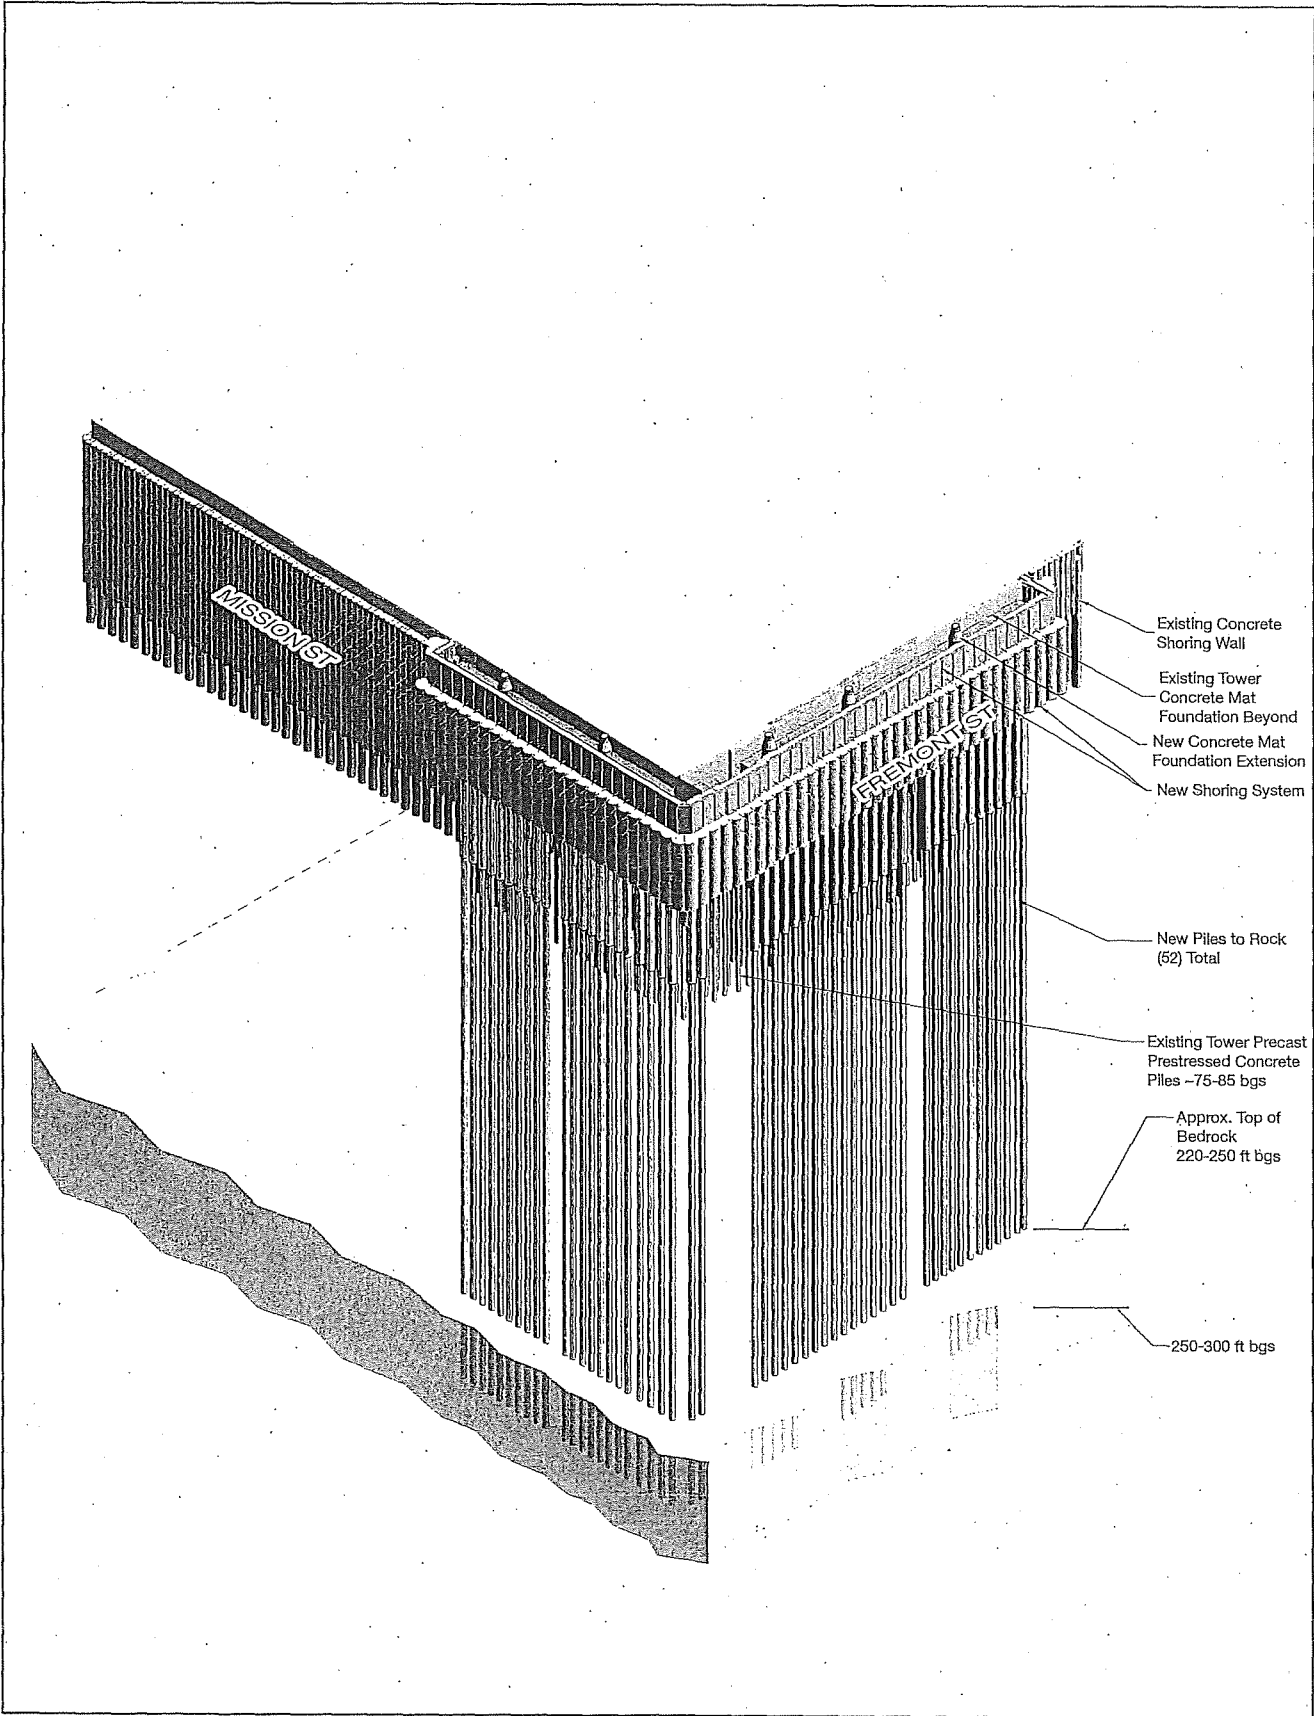 MISSION ST
FREMONT ST
Existing Concrete
Shoring Wall
Existing Tower
Concrete Mat
Foundation Beyond
New Concrete Mat
Foundation Extension
New Shoring System
New Piles to Rock
(52) Total
Existing Tower Precast
Prestressed Concrete
Piles ~75-85 bgs
Approx. Top of
Bedrock
220-250 ft bgs
250-300 ft bgs